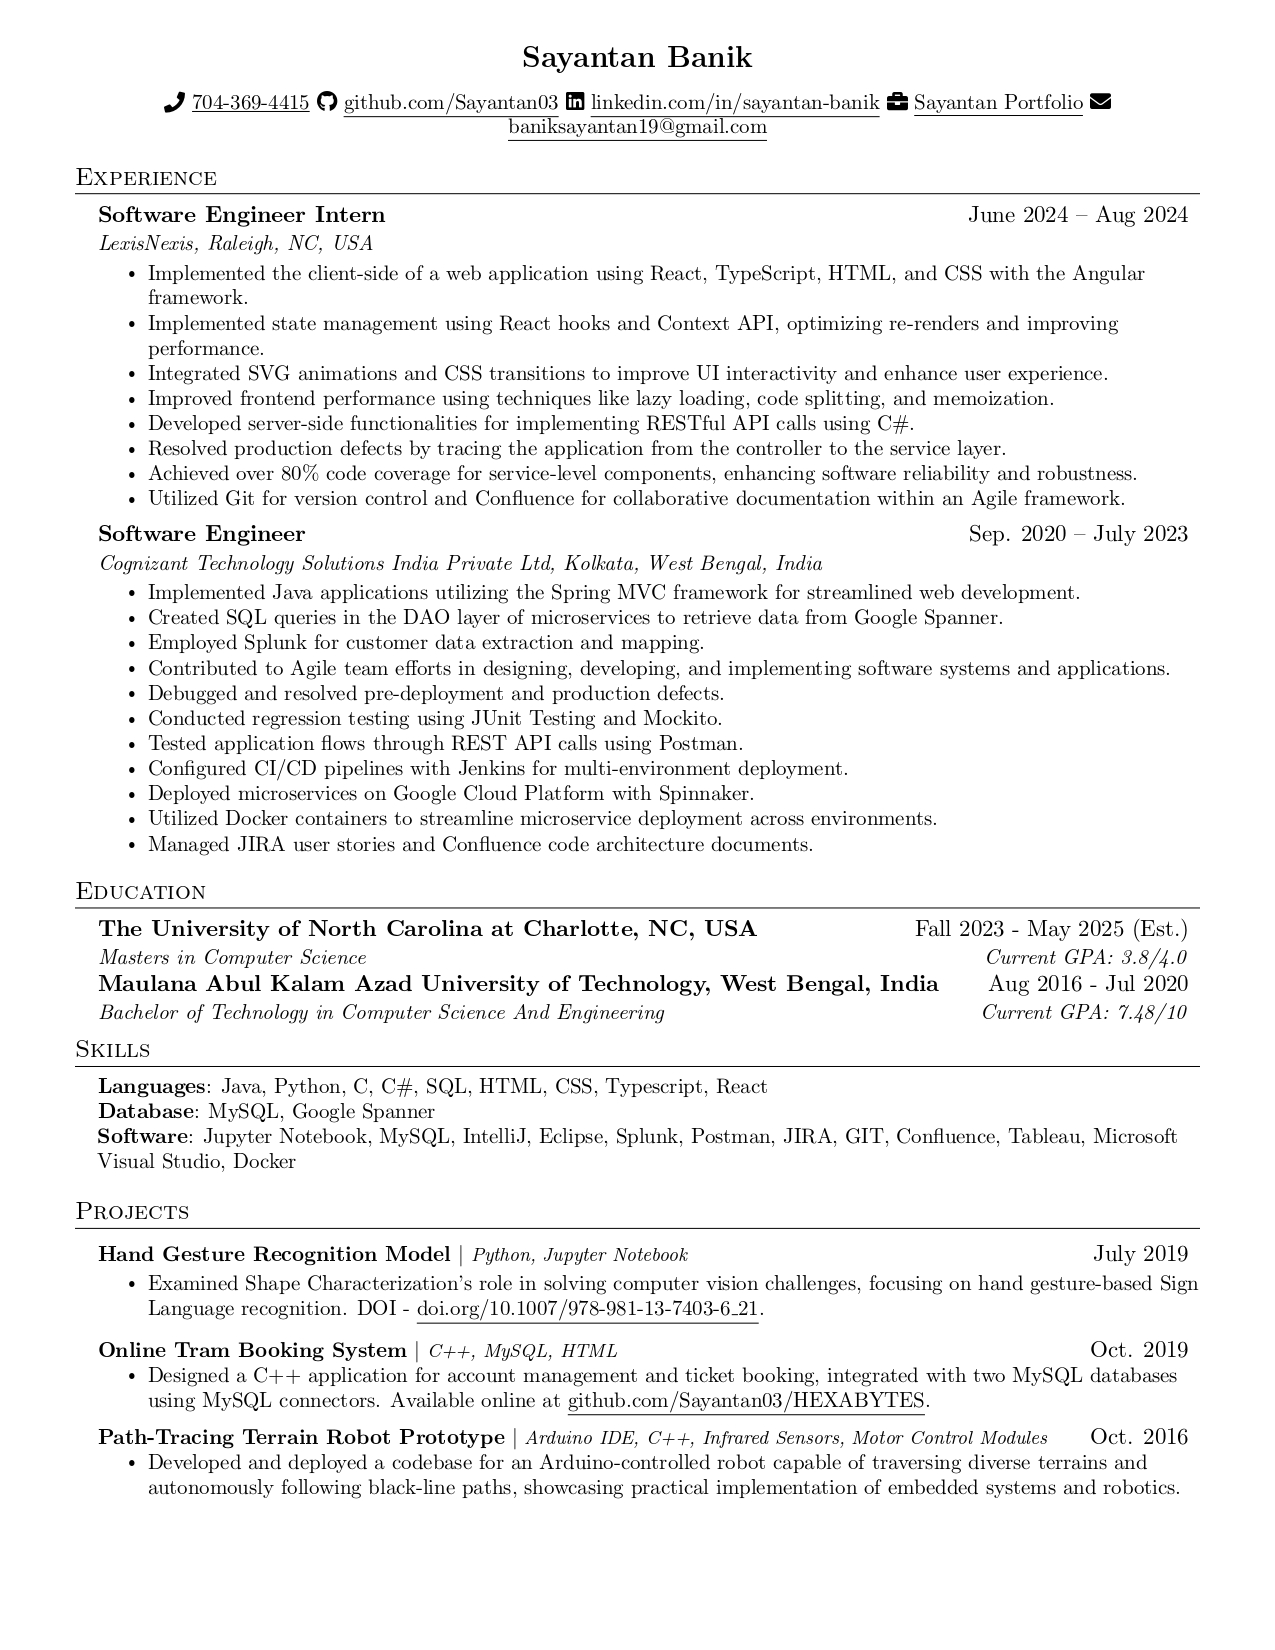 Sayantan Banik
704-369-4415 github.com/Sayantan03 linkedin.com/in/sayantan-banik Sayantan Portfolio
baniksayantan19@gmail.com
Experience
Software Engineer Intern June 2024 – Aug 2024
LexisNexis, Raleigh, NC, USA
• Implemented the client-side of a web application using React, TypeScript, HTML, and CSS with the Angular
framework.
• Implemented state management using React hooks and Context API, optimizing re-renders and improving
performance.
• Integrated SVG animations and CSS transitions to improve UI interactivity and enhance user experience.
• Improved frontend performance using techniques like lazy loading, code splitting, and memoization.
• Developed server-side functionalities for implementing RESTful API calls using C#.
• Resolved production defects by tracing the application from the controller to the service layer.
• Achieved over 80% code coverage for service-level components, enhancing software reliability and robustness.
• Utilized Git for version control and Confluence for collaborative documentation within an Agile framework.
Software Engineer Sep. 2020 – July 2023
Cognizant Technology Solutions India Private Ltd, Kolkata, West Bengal, India
• Implemented Java applications utilizing the Spring MVC framework for streamlined web development.
• Created SQL queries in the DAO layer of microservices to retrieve data from Google Spanner.
• Employed Splunk for customer data extraction and mapping.
• Contributed to Agile team efforts in designing, developing, and implementing software systems and applications.
• Debugged and resolved pre-deployment and production defects.
• Conducted regression testing using JUnit Testing and Mockito.
• Tested application flows through REST API calls using Postman.
• Configured CI/CD pipelines with Jenkins for multi-environment deployment.
• Deployed microservices on Google Cloud Platform with Spinnaker.
• Utilized Docker containers to streamline microservice deployment across environments.
• Managed JIRA user stories and Confluence code architecture documents.
Education
The University of North Carolina at Charlotte, NC, USA Fall 2023 - May 2025 (Est.)
Masters in Computer Science Current GPA: 3.8/4.0
Maulana Abul Kalam Azad University of Technology, West Bengal, India Aug 2016 - Jul 2020
Bachelor of Technology in Computer Science And Engineering Current GPA: 7.48/10
Skills
Languages: Java, Python, C, C#, SQL, HTML, CSS, Typescript, React
Database: MySQL, Google Spanner
Software: Jupyter Notebook, MySQL, IntelliJ, Eclipse, Splunk, Postman, JIRA, GIT, Confluence, Tableau, Microsoft
Visual Studio, Docker
Projects
Hand Gesture Recognition Model | Python, Jupyter Notebook July 2019
• Examined Shape Characterization's role in solving computer vision challenges, focusing on hand gesture-based Sign
Language recognition. DOI - doi.org/10.1007/978-981-13-7403-6_21.
Online Tram Booking System | C++, MySQL, HTML Oct. 2019
• Designed a C++ application for account management and ticket booking, integrated with two MySQL databases
using MySQL connectors. Available online at github.com/Sayantan03/HEXABYTES.
Path-Tracing Terrain Robot Prototype | Arduino IDE, C++, Infrared Sensors, Motor Control Modules Oct. 2016
• Developed and deployed a codebase for an Arduino-controlled robot capable of traversing diverse terrains and
autonomously following black-line paths, showcasing practical implementation of embedded systems and robotics.